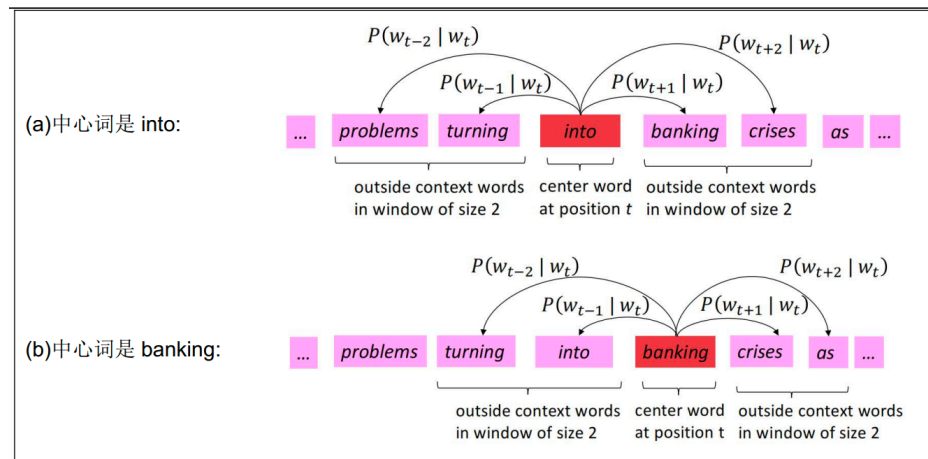 P(w_{t-2} | w_t) P(w_{t+2} | w_t)
P(w_{t-1} | w_t) P(w_{t+1} | w_t)
(a)中心词是 into:
... problems turning into banking crises as ...
outside context words center word outside context words
in window of size 2 at position t in window of size 2
P(w_{t-2} | w_t) P(w_{t+2} | w_t)
P(w_{t-1} | w_t) P(w_{t+1} | w_t)
(b)中心词是 banking:
... problems turning into banking crises as ...
outside context words center word outside context words
in window of size 2 at position t in window of size 2